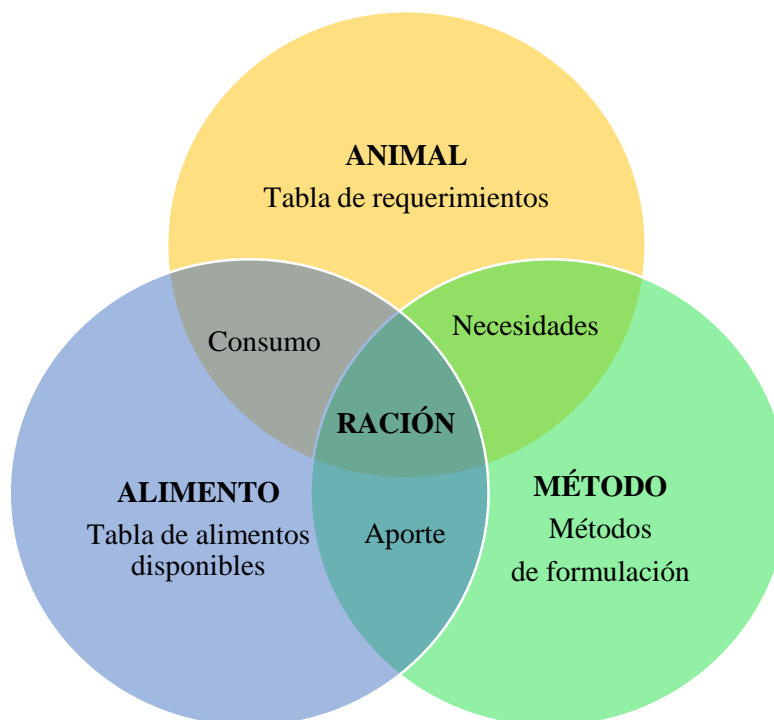 ANIMAL
Tabla de requerimientos
Consumo
Necesidades
RACIÓN
ALIMENTO
Tabla de alimentos
disponibles
Aporte
MÉTODO
Métodos
de formulación